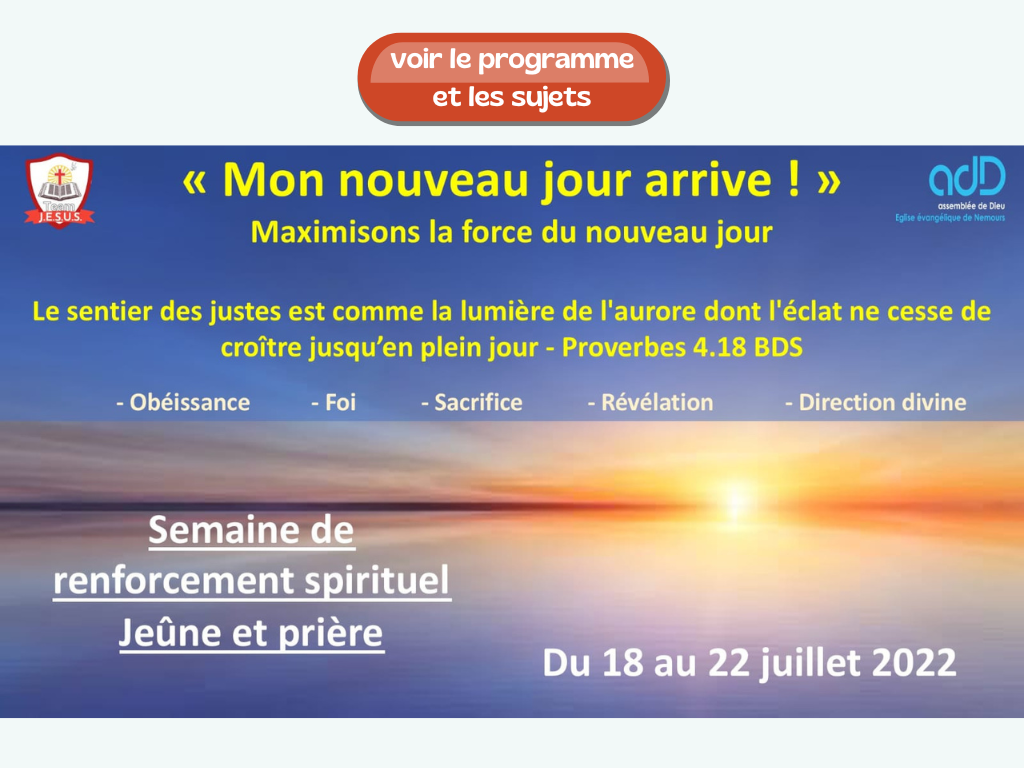 voir le programme
et les sujets
« Mon nouveau jour arrive ! »
Maximisons la force du nouveau jour
Team
J.E.S.U.S.
adD
assemblée de Dieu
Eglise évangélique de Nemours
Le sentier des justes est comme la lumière de l'aurore dont l'éclat ne cesse de
croître jusqu’en plein jour - Proverbes 4.18 BDS
- Obéissance - Foi - Sacrifice - Révélation - Direction divine
Semaine de
renforcement spirituel
Jeûne et prière
Du 18 au 22 juillet 2022